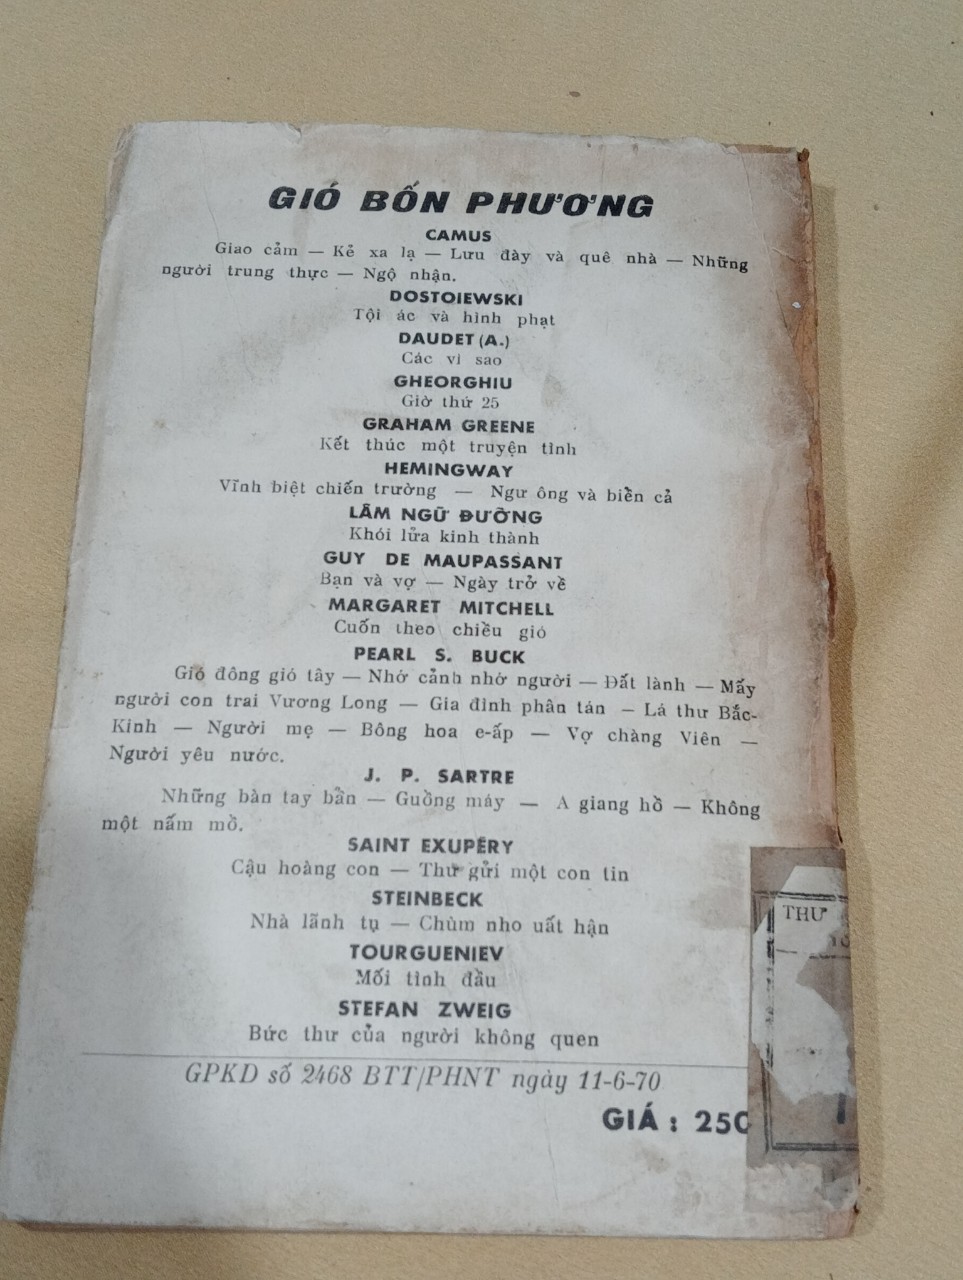 GIÓ BỐN PHƯƠNG
CAMUS
Giao cảm — Kẻ xa lạ — Lưu đày và quê nhà — Những
người trung thực — Ngộ nhận.
DOSTOIEWSKI
Tội ác và hình phạt
DAUDET (A.)
Các vì sao
GHEORGHIU
Giờ thứ 25
GRAHAM GREENE
Kết thúc một truyện tình
HEMINGWAY
Vĩnh biệt chiến trường — Ngư ông và biển cả
LÂM NGỮ ĐƯỜNG
Khói lửa kinh thành
GUY DE MAUPASSANT
Bạn và vợ — Ngày trở về
MARGARET MITCHELL
Cuốn theo chiều gió
PEARL S. BUCK
Gió đông gió tây — Nhớ cảnh nhớ người — Đất lành — Mấy
người con trai Vương Long — Gia đình phân tán — Lá thư Bắc-
Kinh — Người mẹ — Bông hoa e-ấp — Vợ chàng Viên —
Người yêu nước.
J. P. SARTRE
Những bàn tay bẩn — Guồng máy — A giang hồ — Không
một nấm mồ.
SAINT EXUPÊRY
Cậu hoàng con — Thư gửi một con tin
STEINBECK
Nhà lãnh tụ — Chùm nho uất hận
TOURGUENIEV
Mối tình đầu
STEFAN ZWEIG
Bức thư của người không quen
GPKD số 2468 BTT/PHNT ngày 11-6-70
GIÁ : 250
THƯ